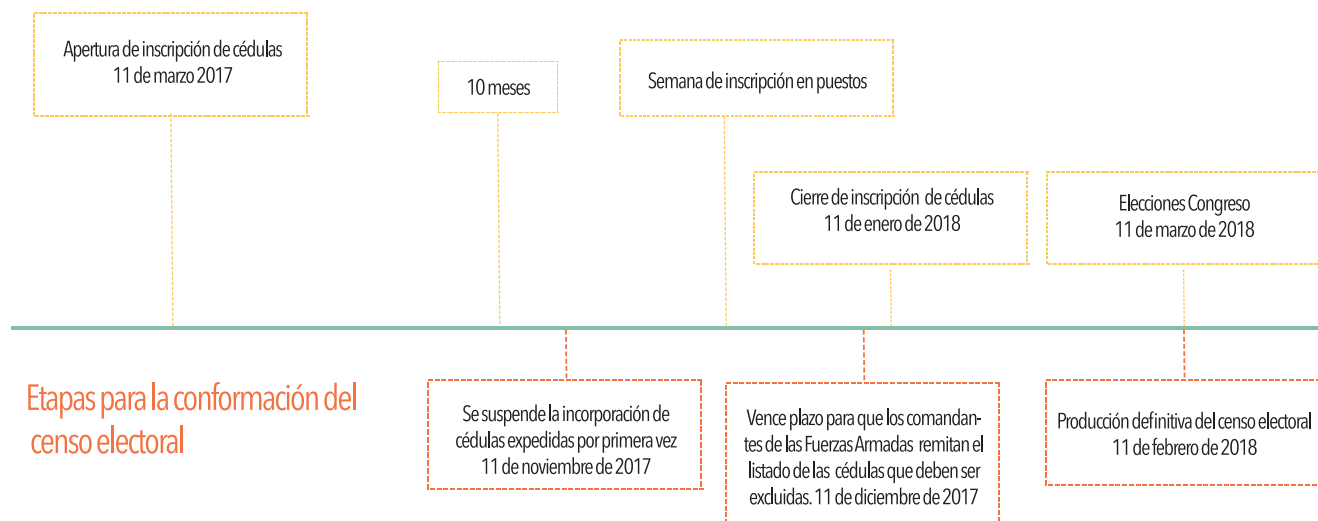 Apertura de inscripción de cédulas
11 de marzo 2017
10 meses
Semana de inscripción en puestos
Cierre de inscripción de cédulas
11 de enero de 2018
Elecciones Congreso
11 de marzo de 2018
Etapas para la conformación del
censo electoral
Se suspende la incorporación de
cédulas expedidas por primera vez
11 de noviembre de 2017
Vence plazo para que los comandan-
tes de las Fuerzas Armadas remitan el
listado de las cédulas que deben ser
excluidas. 11 de diciembre de 2017
Producción definitiva del censo electoral
11 de febrero de 2018